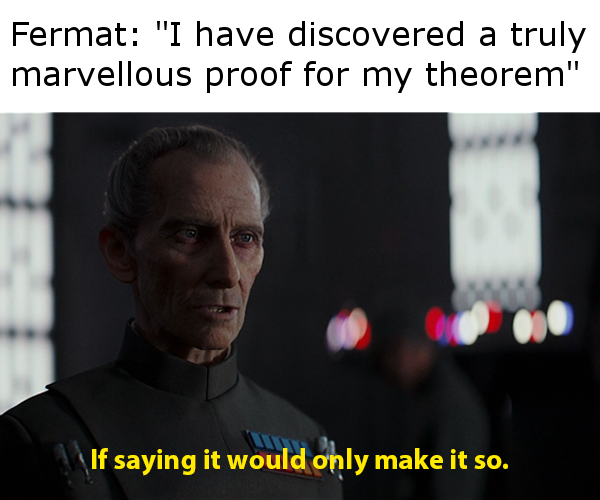 Fermat: "I have discovered a truly
marvellous proof for my theorem"
If saying it would only make it so.